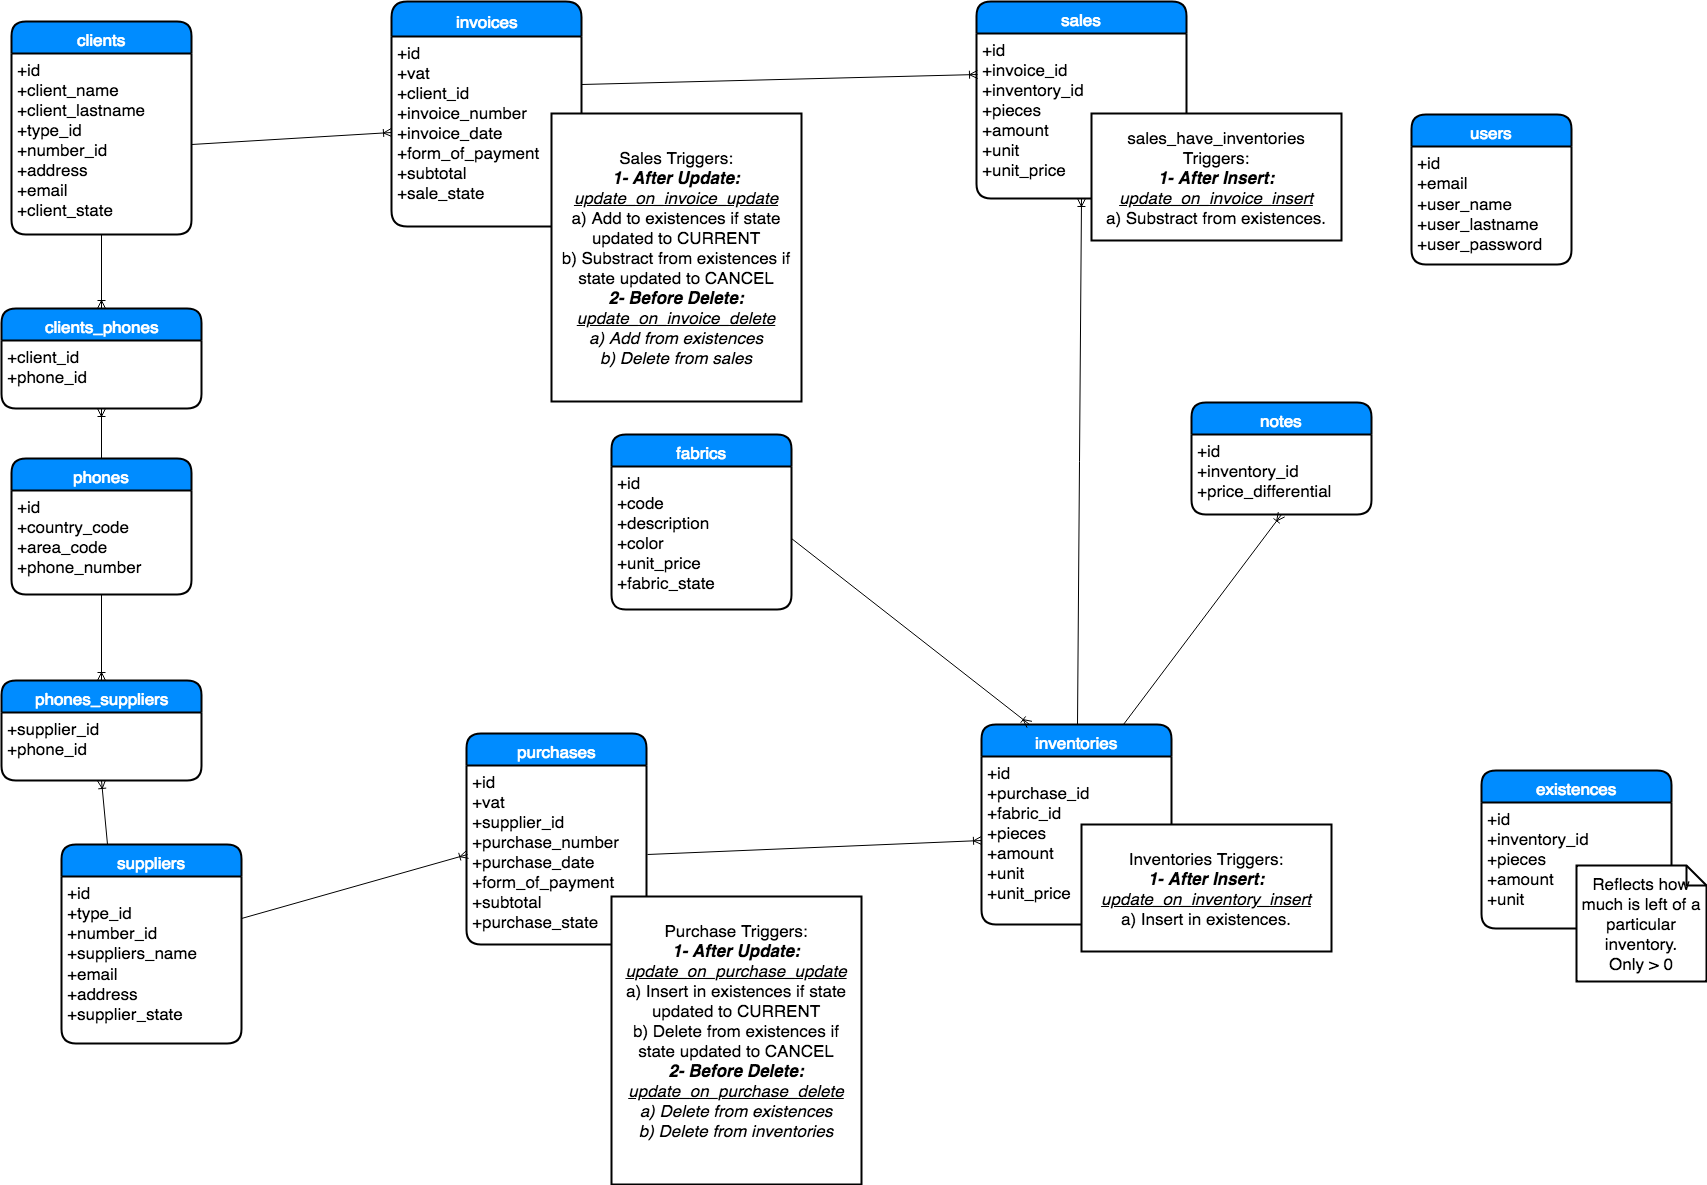 clients
+id
+client_name
+client_lastname
+type_id
+number_id
+address
+email
+client_state
invoices
+id
+vat
+client_id
+invoice_number
+invoice_date
+form_of_payment
+subtotal
+sale_state
Sales Triggers:
1- After Update:
update_on_invoice_update
a) Add to existences if state
updated to CURRENT
b) Substract from existences if
state updated to CANCEL
2- Before Delete:
update_on_invoice_delete
a) Add from existences
b) Delete from sales
sales
+id
+invoice_id
+inventory_id
+pieces
+amount
+unit
+unit_price
sales_have_inventories
Triggers:
1- After Insert:
update_on_invoice_insert
a) Substract from existences.
users
+id
+email
+user_name
+user_lastname
+user_password
clients_phones
+client_id
+phone_id
phones
+id
+country_code
+area_code
+phone_number
fabrics
+id
+code
+description
+color
+unit_price
+fabric_state
notes
+id
+inventory_id
+price_differential
phones_suppliers
+supplier_id
+phone_id
suppliers
+id
+type_id
+number_id
+suppliers_name
+email
+address
+supplier_state
purchases
+id
+vat
+supplier_id
+purchase_number
+purchase_date
+form_of_payment
+subtotal
+purchase_state
Purchase Triggers:
1- After Update:
update_on_purchase_update
a) Insert in existences if state
updated to CURRENT
b) Delete from existences if
state updated to CANCEL
2- Before Delete:
update_on_purchase_delete
a) Delete from existences
b) Delete from inventories
inventories
+id
+purchase_id
+fabric_id
+pieces
+amount
+unit
+unit_price
Inventories Triggers:
1- After Insert:
update_on_inventory_insert
a) Insert in existences.
existences
+id
+inventory_id
+pieces
+amount
+unit
Reflects how
much is left of a
particular
inventory.
Only > 0